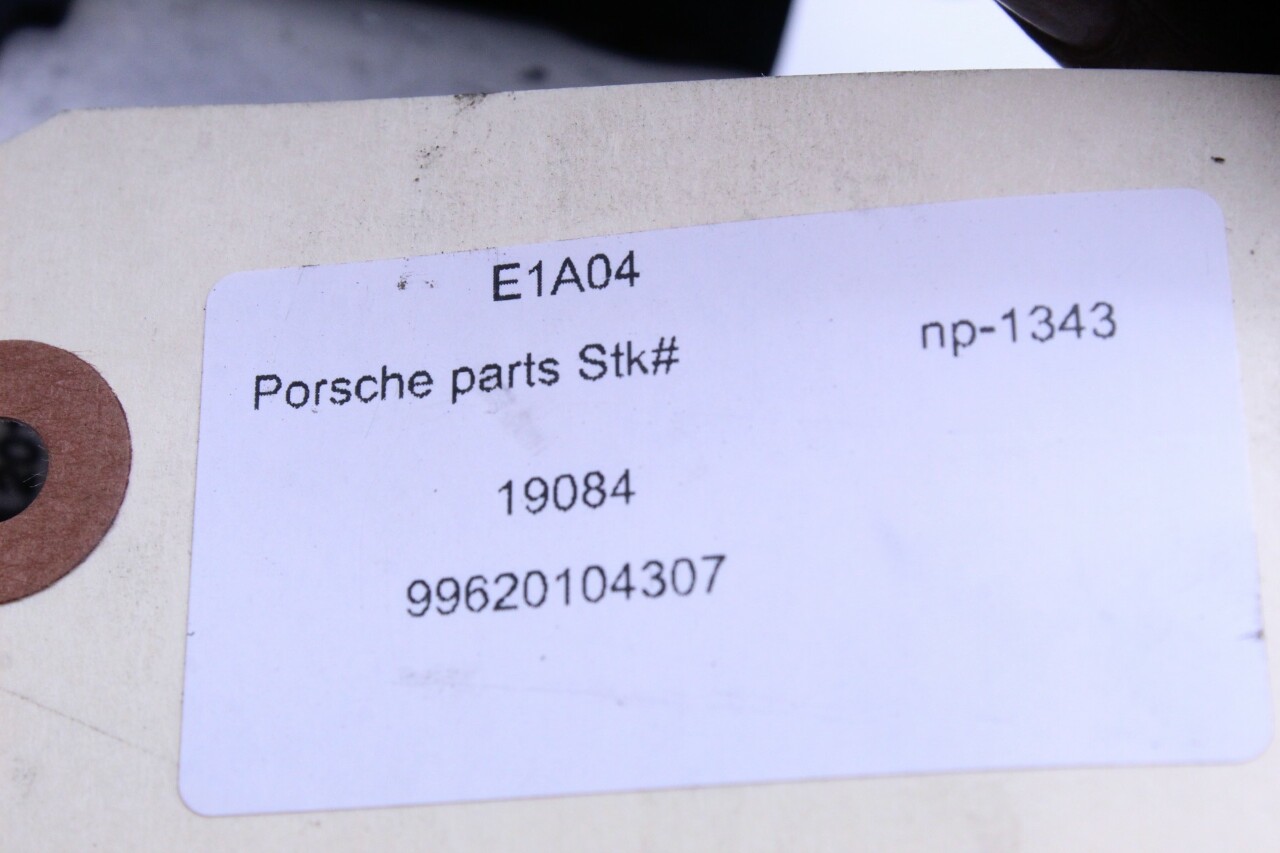 E1A04
Porsche parts Stk# np-1343
19084
99620104307